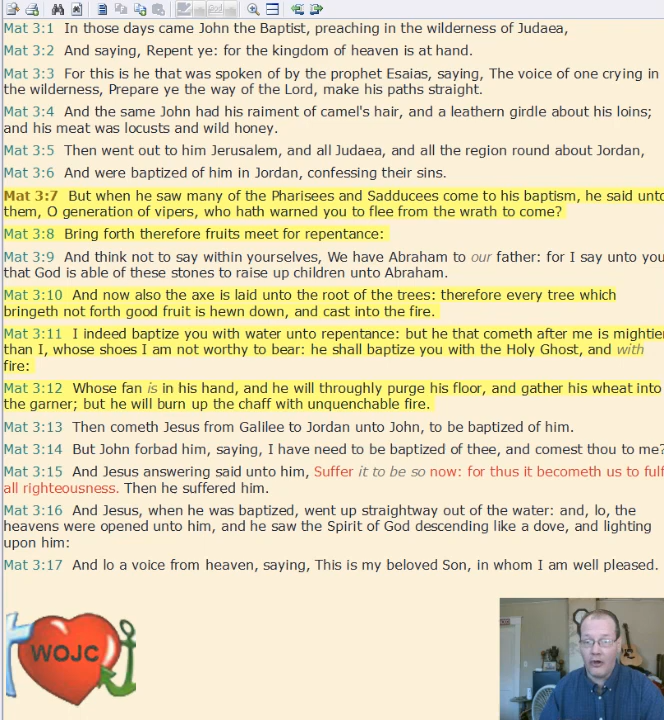 Mat 3:1 In those days came John the Baptist, preaching in the wilderness of Judaea,
Mat 3:2 And saying, Repent ye: for the kingdom of heaven is at hand.
Mat 3:3 For this is he that was spoken of by the prophet Esaias, saying, The voice of one crying in
the wilderness, Prepare ye the way of the Lord, make his paths straight.
Mat 3:4 And the same John had his raiment of camel's hair, and a leathern girdle about his loins;
and his meat was locusts and wild honey.
Mat 3:5 Then went out to him Jerusalem, and all Judaea, and all the region round about Jordan,
Mat 3:6 And were baptized of him in Jordan, confessing their sins.
Mat 3:7 But when he saw many of the Pharisees and Sadducees come to his baptism, he said unto
them, O generation of vipers, who hath warned you to flee from the wrath to come?
Mat 3:8 Bring forth therefore fruits meet for repentance:
Mat 3:9 And think not to say within yourselves, We have Abraham to our father: for I say unto you
that God is able of these stones to raise up children unto Abraham.
Mat 3:10 And now also the axe is laid unto the root of the trees: therefore every tree which
bringeth not forth good fruit is hewn down, and cast into the fire.
Mat 3:11 I indeed baptize you with water unto repentance: but he that cometh after me is mightier
than I, whose shoes I am not worthy to bear: he shall baptize you with the Holy Ghost, and with
fire:
Mat 3:12 Whose fan is in his hand, and he will throughly purge his floor, and gather his wheat into
the garner; but he will burn up the chaff with unquenchable fire.
Mat 3:13 Then cometh Jesus from Galilee to Jordan unto John, to be baptized of him.
Mat 3:14 But John forbad him, saying, I have need to be baptized of thee, and comest thou to me?
Mat 3:15 And Jesus answering said unto him, Suffer it to be so now: for thus it becometh us to fulf
all righteousness. Then he suffered him.
Mat 3:16 And Jesus, when he was baptized, went up straightway out of the water: and, lo, the
heavens were opened unto him, and he saw the Spirit of God descending like a dove, and lighting
upon him:
Mat 3:17 And lo a voice from heaven, saying, This is my beloved Son, in whom I am well pleased.
WOJC